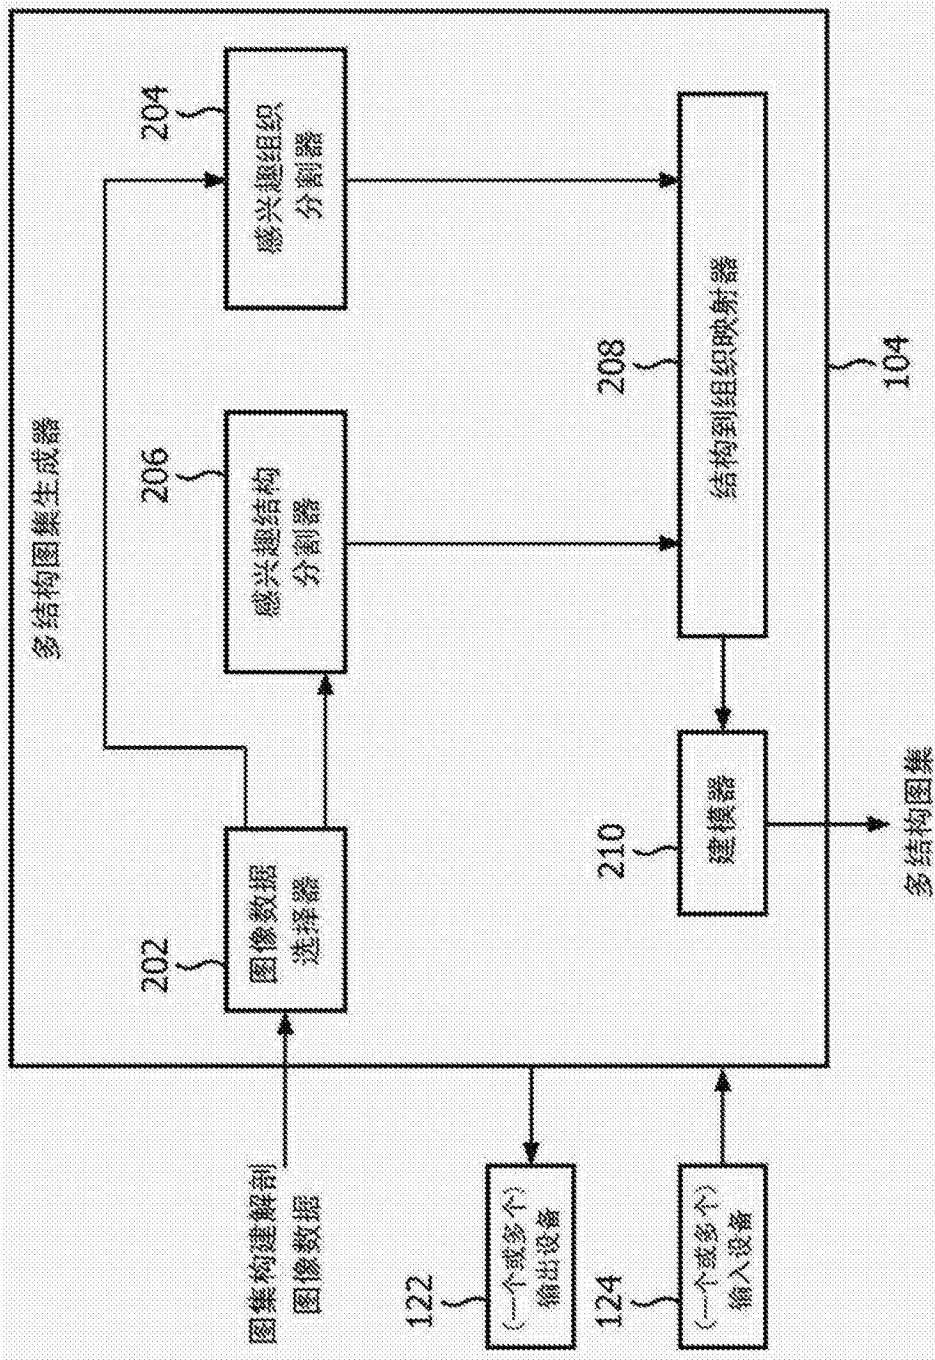 多结构图集生成器
204
感兴趣组织
分割器
206
感兴趣结构
分割器
202
图像数据
选择器
图集构建解剖
图像数据
208
结构到组织映射器
210
建模器
104
多结构图集
122
(一个或多个)
输出设备
124
(一个或多个)
输入设备